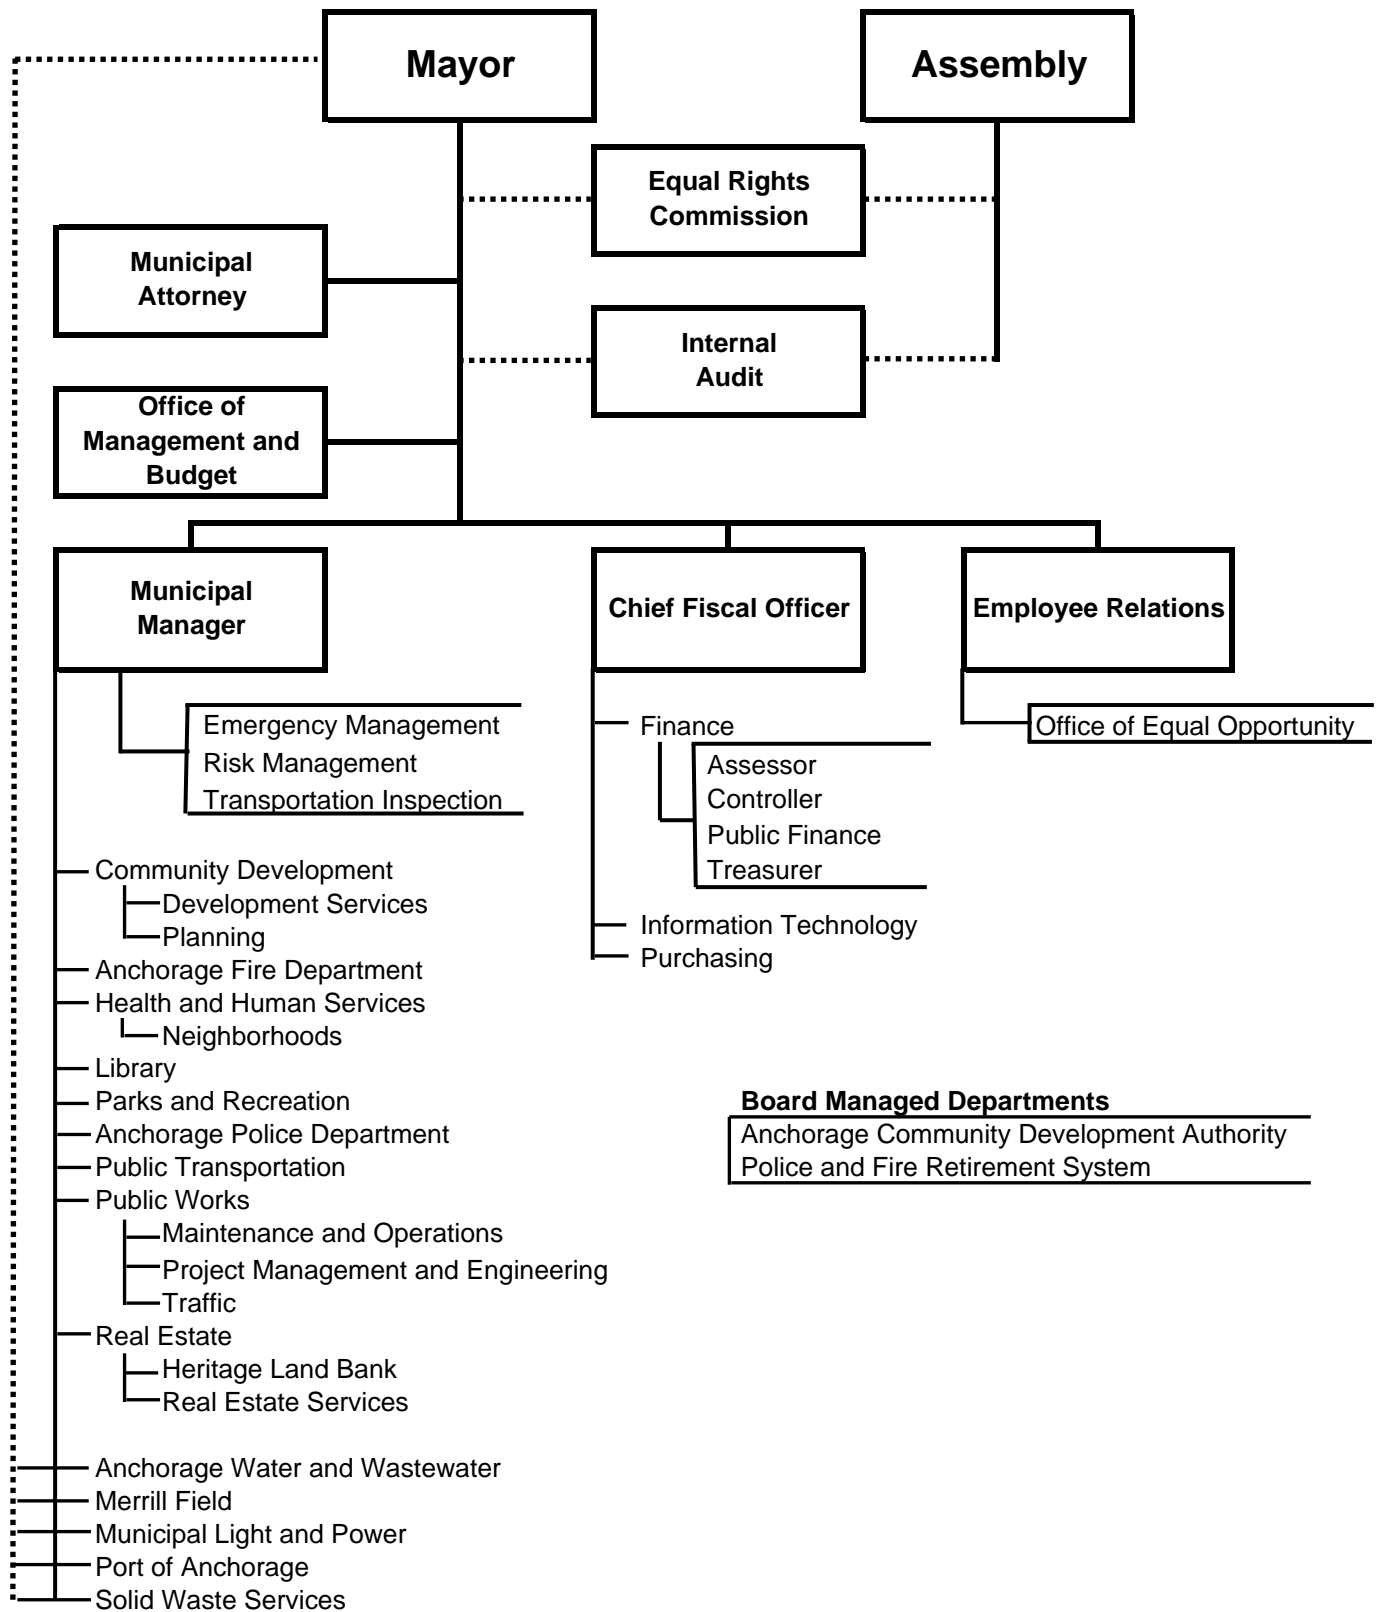 Mayor
Assembly
Equal Rights
Commission
Municipal
Attorney
Internal
Audit
Office of
Management and
Budget
Municipal
Manager
Chief Fiscal Officer
Employee Relations
Emergency Management
Risk Management
Transportation Inspection
Finance
Assessor
Controller
Public Finance
Treasurer
Information Technology
Purchasing
Office of Equal Opportunity
Community Development
Development Services
Planning
Anchorage Fire Department
Health and Human Services
Neighborhoods
Library
Parks and Recreation
Anchorage Police Department
Public Transportation
Public Works
Maintenance and Operations
Project Management and Engineering
Traffic
Real Estate
Heritage Land Bank
Real Estate Services
Anchorage Water and Wastewater
Merrill Field
Municipal Light and Power
Port of Anchorage
Solid Waste Services
Board Managed Departments
Anchorage Community Development Authority
Police and Fire Retirement System